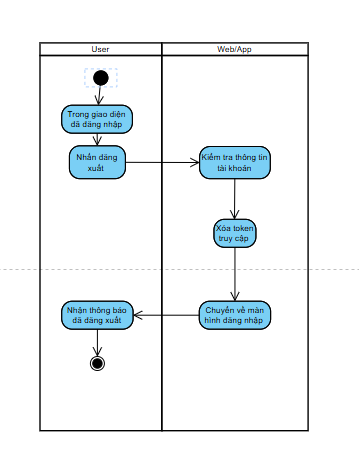 User
Web/App
Trong giao diện
đã đăng nhập
Nhấn đăng
xuất
Kiểm tra thông tin
tài khoản
Xóa token
truy cập
Chuyển về màn
hình đăng nhập
Nhận thông báo
đã đăng xuất